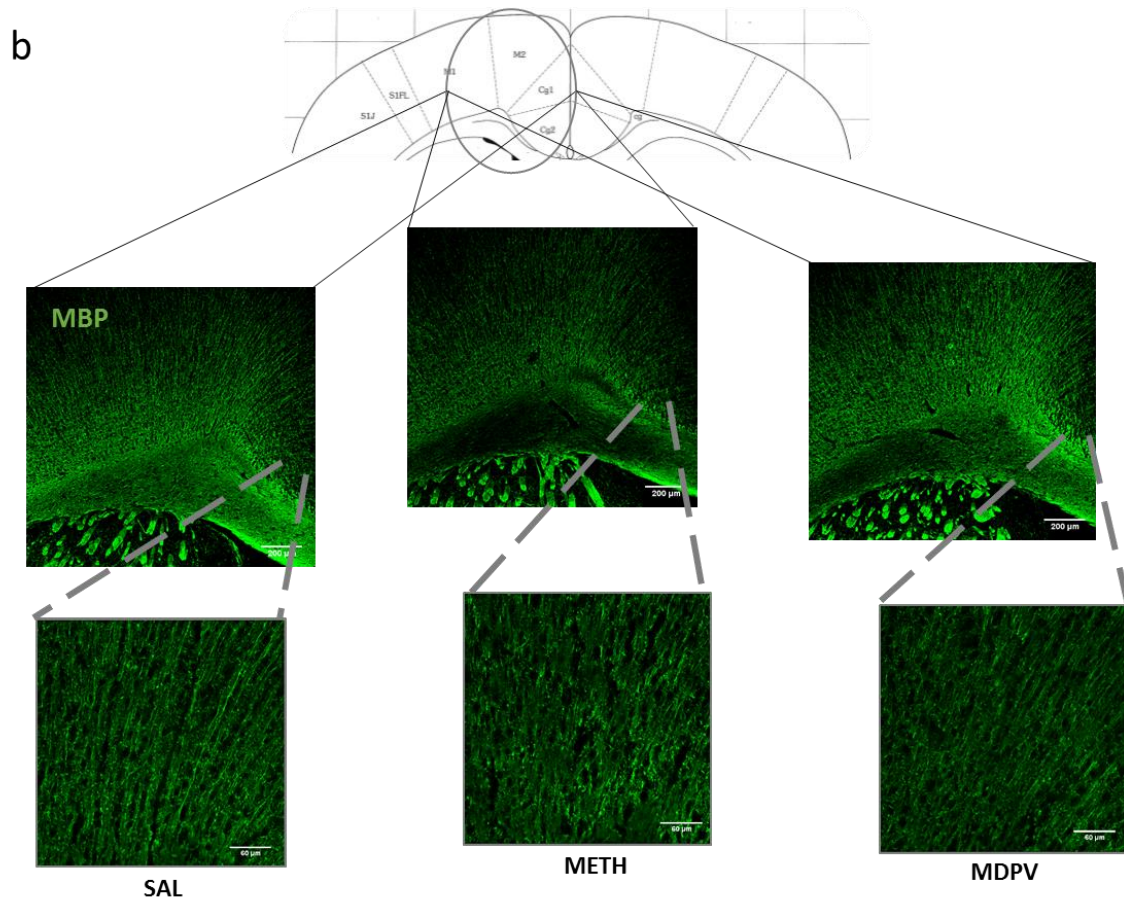 b
M2
M1
Cg1
S1FL
S1J
cg
Cg2
MBP
200 µm
200 µm
200 µm
60 µm
60 µm
60 µm
SAL
METH
MDPV